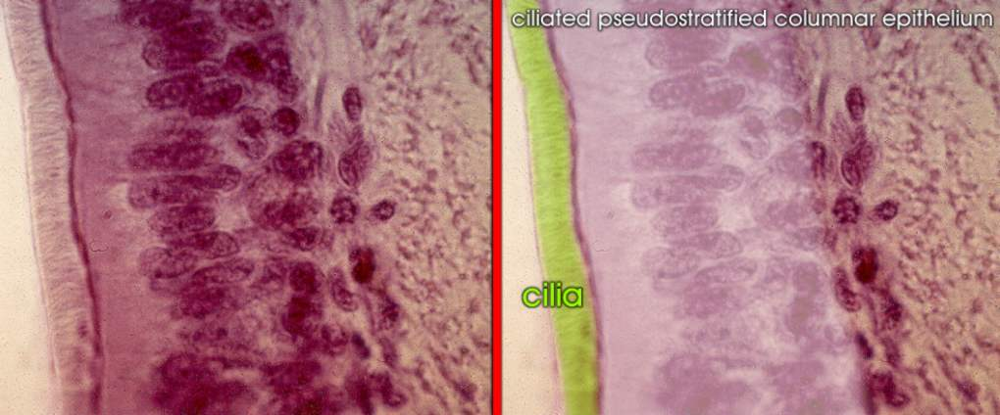 ciliated pseudostratified columnar epithelium
cilia